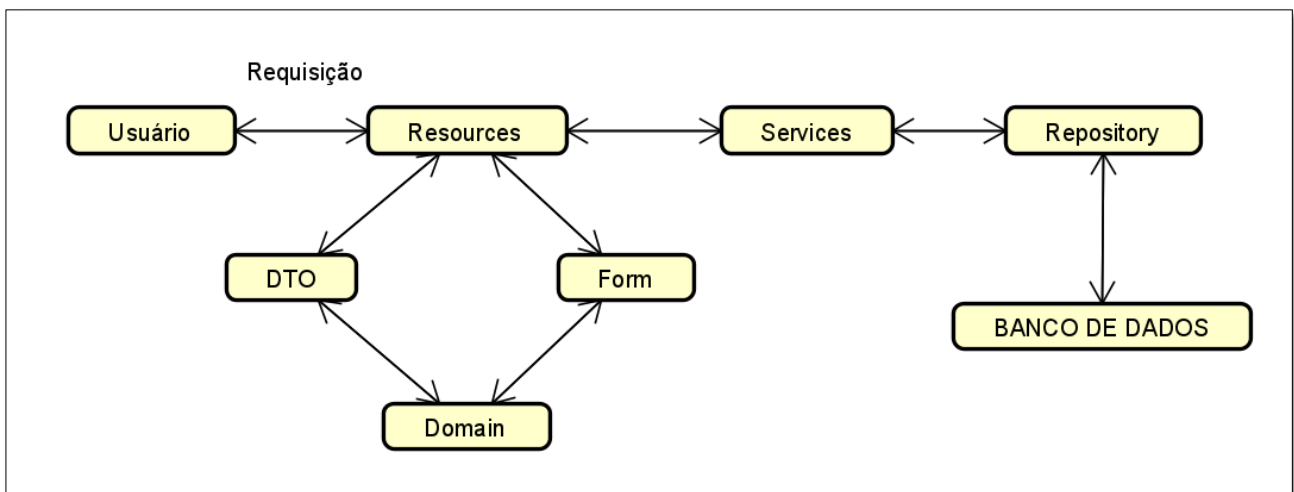 Requisição
Usuário
Resources
Services
Repository
DTO
Form
BANCO DE DADOS
Domain